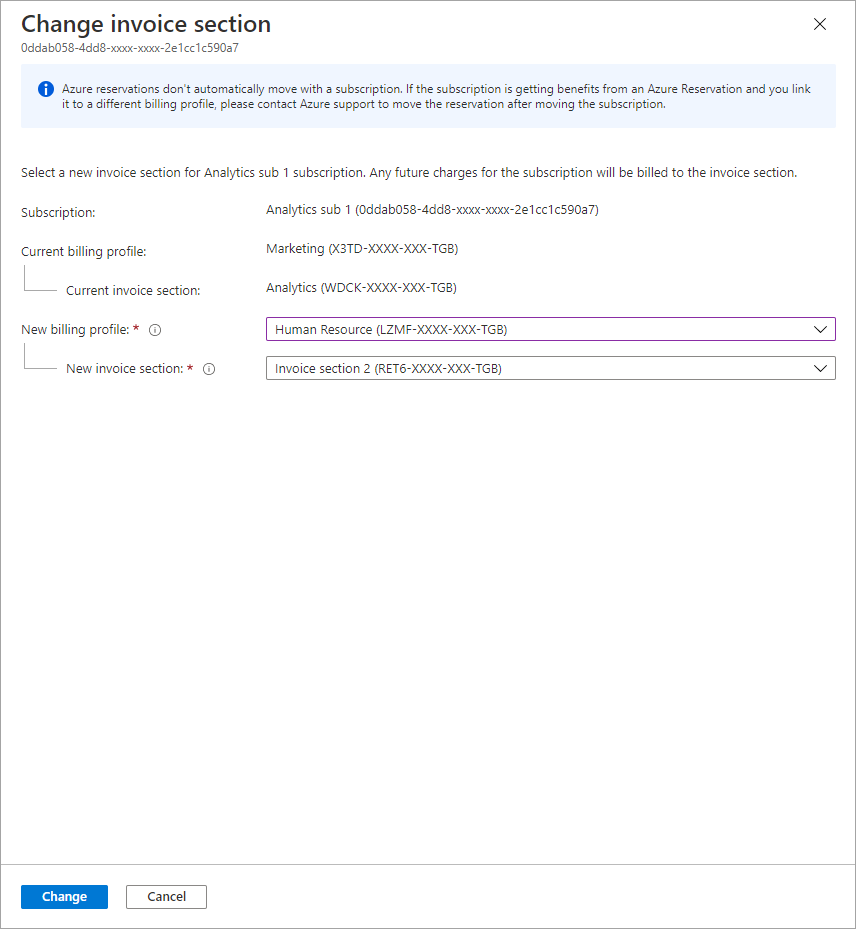 Change invoice section
0ddab058-4dd8-xxxx-xxxx-2e1cc1c590a7
Azure reservations don't automatically move with a subscription. If the subscription is getting benefits from an Azure Reservation and you link
it to a different billing profile, please contact Azure support to move the reservation after moving the subscription.
Select a new invoice section for Analytics sub 1 subscription. Any future charges for the subscription will be billed to the invoice section.
Subscription: Analytics sub 1 (0ddab058-4dd8-xxxx-xxxx-2e1cc1c590a7)
Current billing profile: Marketing (X3TD-XXXX-XXX-TGB)
Current invoice section: Analytics (WDCK-XXXX-XXX-TGB)
New billing profile: * Human Resource (LZMF-XXXX-XXX-TGB)
New invoice section: * Invoice section 2 (RET6-XXXX-XXX-TGB)
Change Cancel